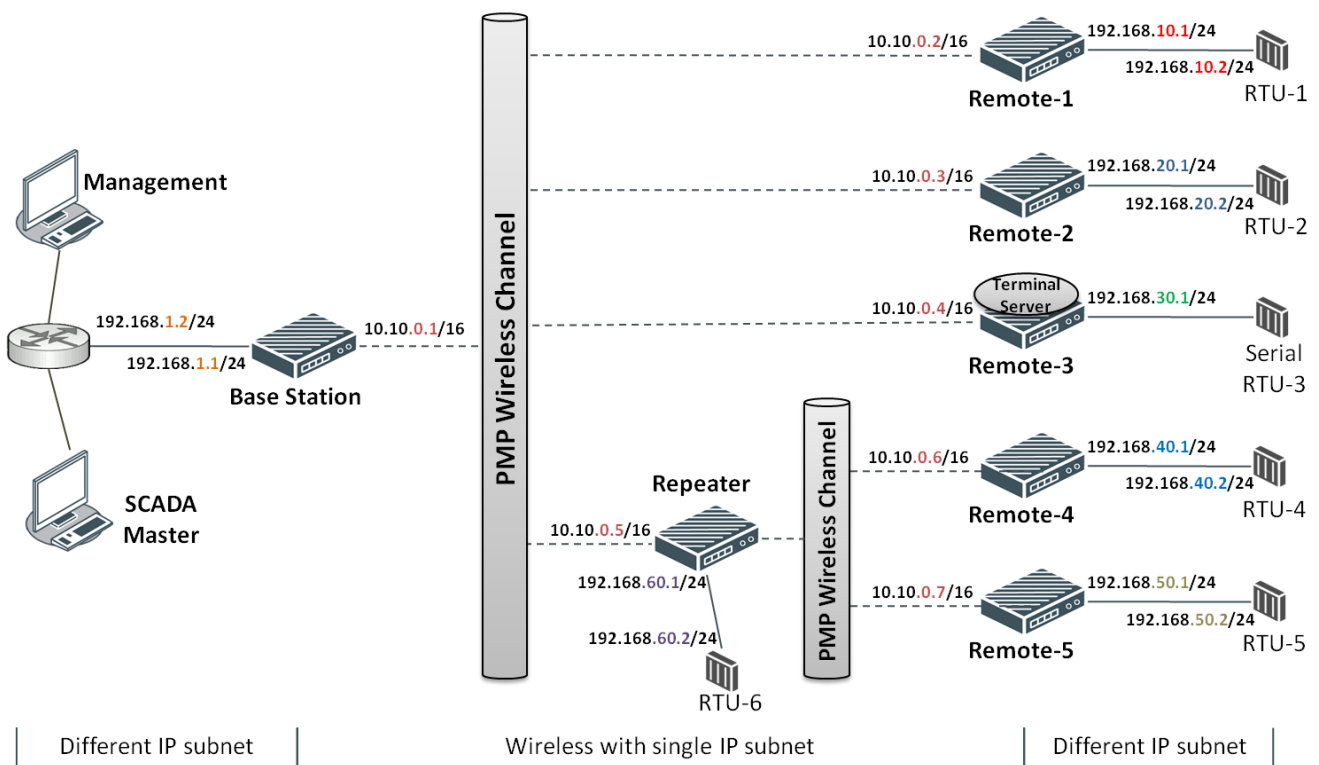 10.10.0.2/16
192.168.10.1/24
192.168.10.2/24
Remote-1
RTU-1
Management
10.10.0.3/16
192.168.20.1/24
192.168.20.2/24
Remote-2
RTU-2
PMP Wireless Channel
192.168.1.2/24
192.168.1.1/24
Base Station
10.10.0.1/16
10.10.0.4/16
Terminal
Server
192.168.30.1/24
Remote-3
Serial
RTU-3
SCADA
Master
Repeater
10.10.0.5/16
192.168.60.1/24
192.168.60.2/24
RTU-6
PMP Wireless Channel
10.10.0.6/16
192.168.40.1/24
192.168.40.2/24
Remote-4
RTU-4
10.10.0.7/16
192.168.50.1/24
192.168.50.2/24
Remote-5
RTU-5
Different IP subnet
Wireless with single IP subnet
Different IP subnet